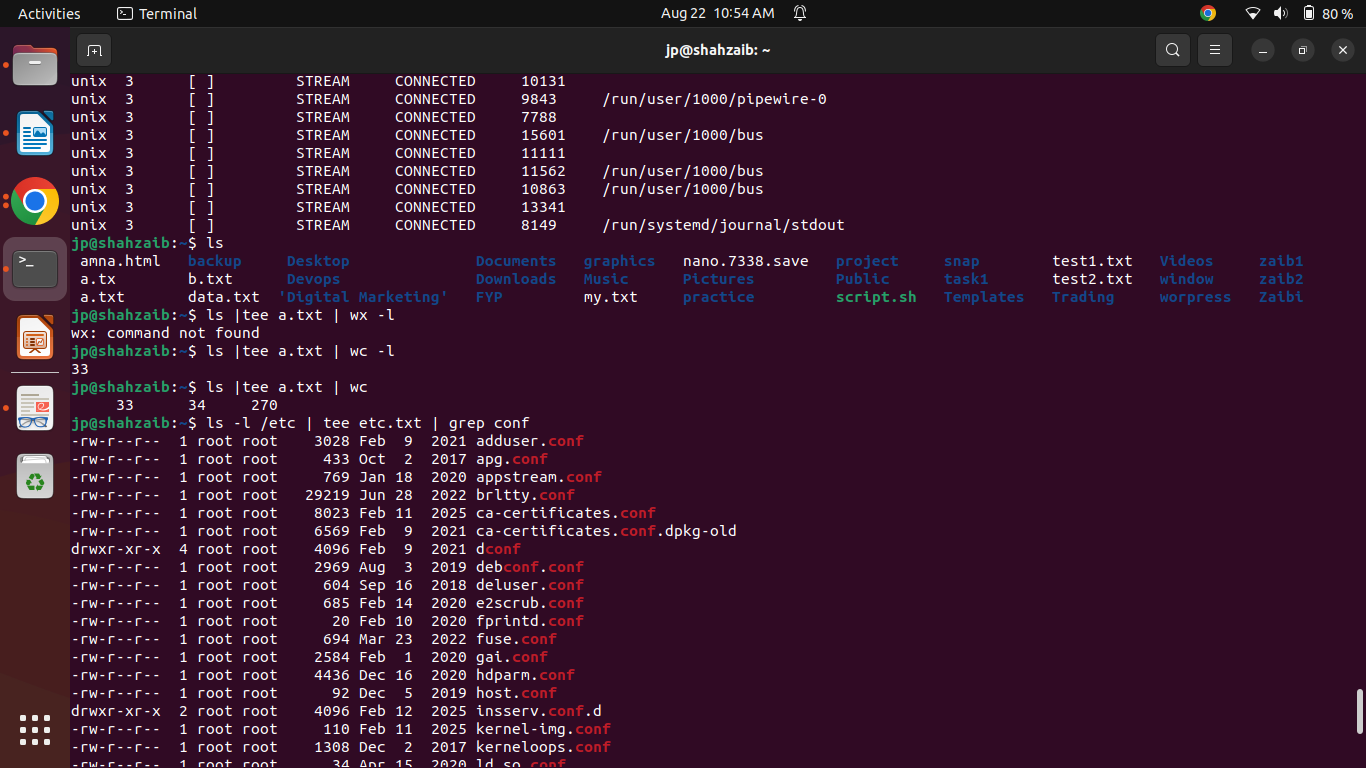 Activities Terminal Aug 22 10:54 AM 80 %
jp@shahzaib: ~
unix  3      [ ]         STREAM     CONNECTED     10131
unix  3      [ ]         STREAM     CONNECTED     9843     /run/user/1000/pipewire-0
unix  3      [ ]         STREAM     CONNECTED     7788
unix  3      [ ]         STREAM     CONNECTED     15601    /run/user/1000/bus
unix  3      [ ]         STREAM     CONNECTED     11111
unix  3      [ ]         STREAM     CONNECTED     11562    /run/user/1000/bus
unix  3      [ ]         STREAM     CONNECTED     10863    /run/user/1000/bus
unix  3      [ ]         STREAM     CONNECTED     13341
unix  3      [ ]         STREAM     CONNECTED     8149     /run/systemd/journal/stdout
jp@shahzaib:~$ ls
 amna.html   backup     Desktop              Documents   graphics   nano.7338.save   project    snap        test1.txt   Videos     zaib1
 a.tx        b.txt      Devops               Downloads   Music      Pictures         Public     task1       test2.txt   window     zaib2
 a.txt       data.txt  'Digital Marketing'   FYP         my.txt     practice         script.sh  Templates   Trading     worpress   Zaibi
jp@shahzaib:~$ ls |tee a.txt | wx -l
wx: command not found
jp@shahzaib:~$ ls |tee a.txt | wc -l
33
jp@shahzaib:~$ ls |tee a.txt | wc
     33      34     270
jp@shahzaib:~$ ls -l /etc | tee etc.txt | grep conf
-rw-r--r--  1 root root    3028 Feb  9  2021 adduser.conf
-rw-r--r--  1 root root     433 Oct  2  2017 apg.conf
-rw-r--r--  1 root root     769 Jan 18  2020 appstream.conf
-rw-r--r--  1 root root   29219 Jun 28  2022 brltty.conf
-rw-r--r--  1 root root    8023 Feb 11  2025 ca-certificates.conf
-rw-r--r--  1 root root    6569 Feb  9  2021 ca-certificates.conf.dpkg-old
drwxr-xr-x  4 root root    4096 Feb  9  2021 dconf
-rw-r--r--  1 root root    2969 Aug  3  2019 debconf.conf
-rw-r--r--  1 root root     604 Sep 16  2018 deluser.conf
-rw-r--r--  1 root root     685 Feb 14  2020 e2scrub.conf
-rw-r--r--  1 root root      20 Feb 10  2020 fprintd.conf
-rw-r--r--  1 root root     694 Mar 23  2022 fuse.conf
-rw-r--r--  1 root root    2584 Feb  1  2020 gai.conf
-rw-r--r--  1 root root    4436 Dec 16  2020 hdparm.conf
-rw-r--r--  1 root root      92 Dec  5  2019 host.conf
drwxr-xr-x  2 root root    4096 Feb 12  2025 insserv.conf.d
-rw-r--r--  1 root root     110 Feb 11  2025 kernel-img.conf
-rw-r--r--  1 root root    1308 Dec  2  2017 kerneloops.conf
-rw-r--r--  1 root root      34 Apr 15  2020 ld.so.conf